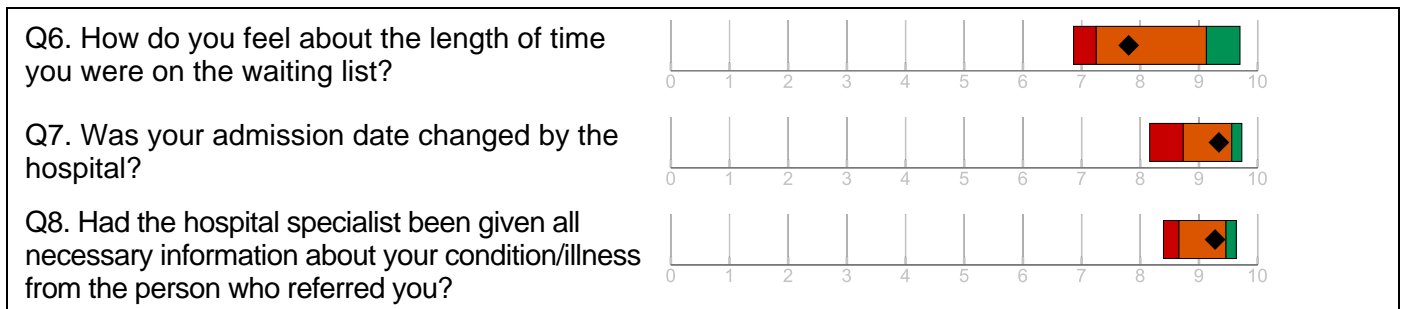 Q6. How do you feel about the length of time
you were on the waiting list?
0 1 2 3 4 5 6 7 8 9 10
Q7. Was your admission date changed by the
hospital?
0 1 2 3 4 5 6 7 8 9 10
Q8. Had the hospital specialist been given all
necessary information about your condition/illness
from the person who referred you?
0 1 2 3 4 5 6 7 8 9 10